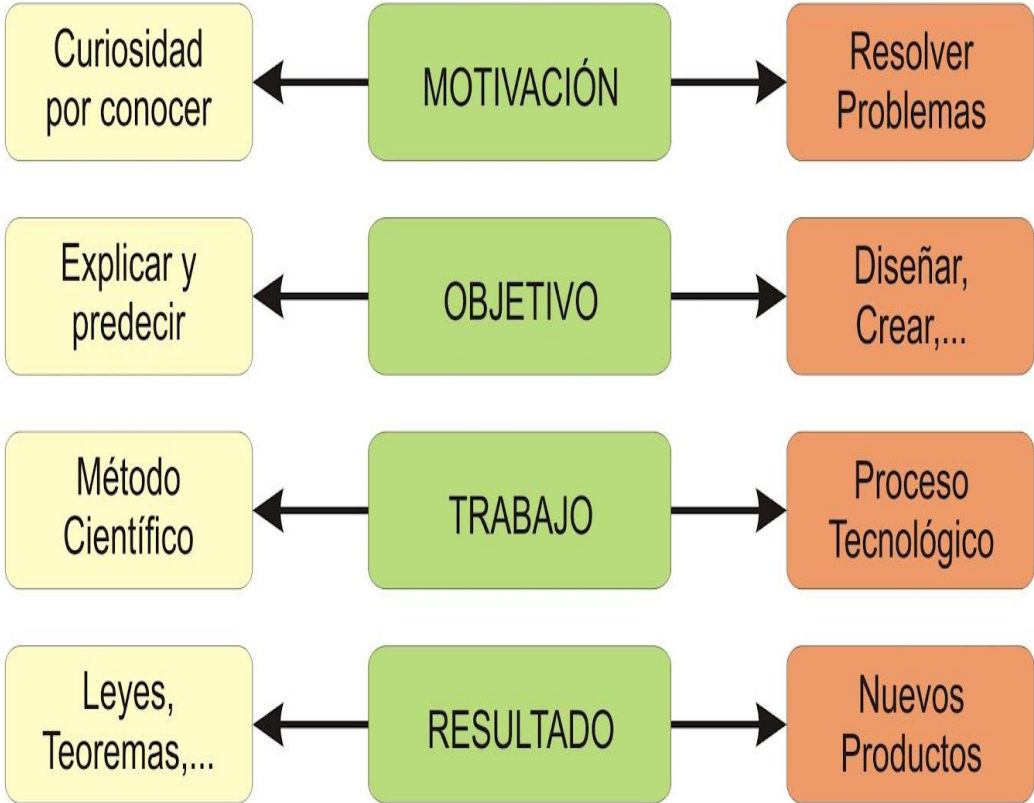 Curiosidad
por conocer
MOTIVACIÓN
Resolver
Problemas
Explicar y
predecir
OBJETIVO
Diseñar,
Crear,...
Método
Científico
TRABAJO
Proceso
Tecnológico
Leyes,
Teoremas,...
RESULTADO
Nuevos
Productos